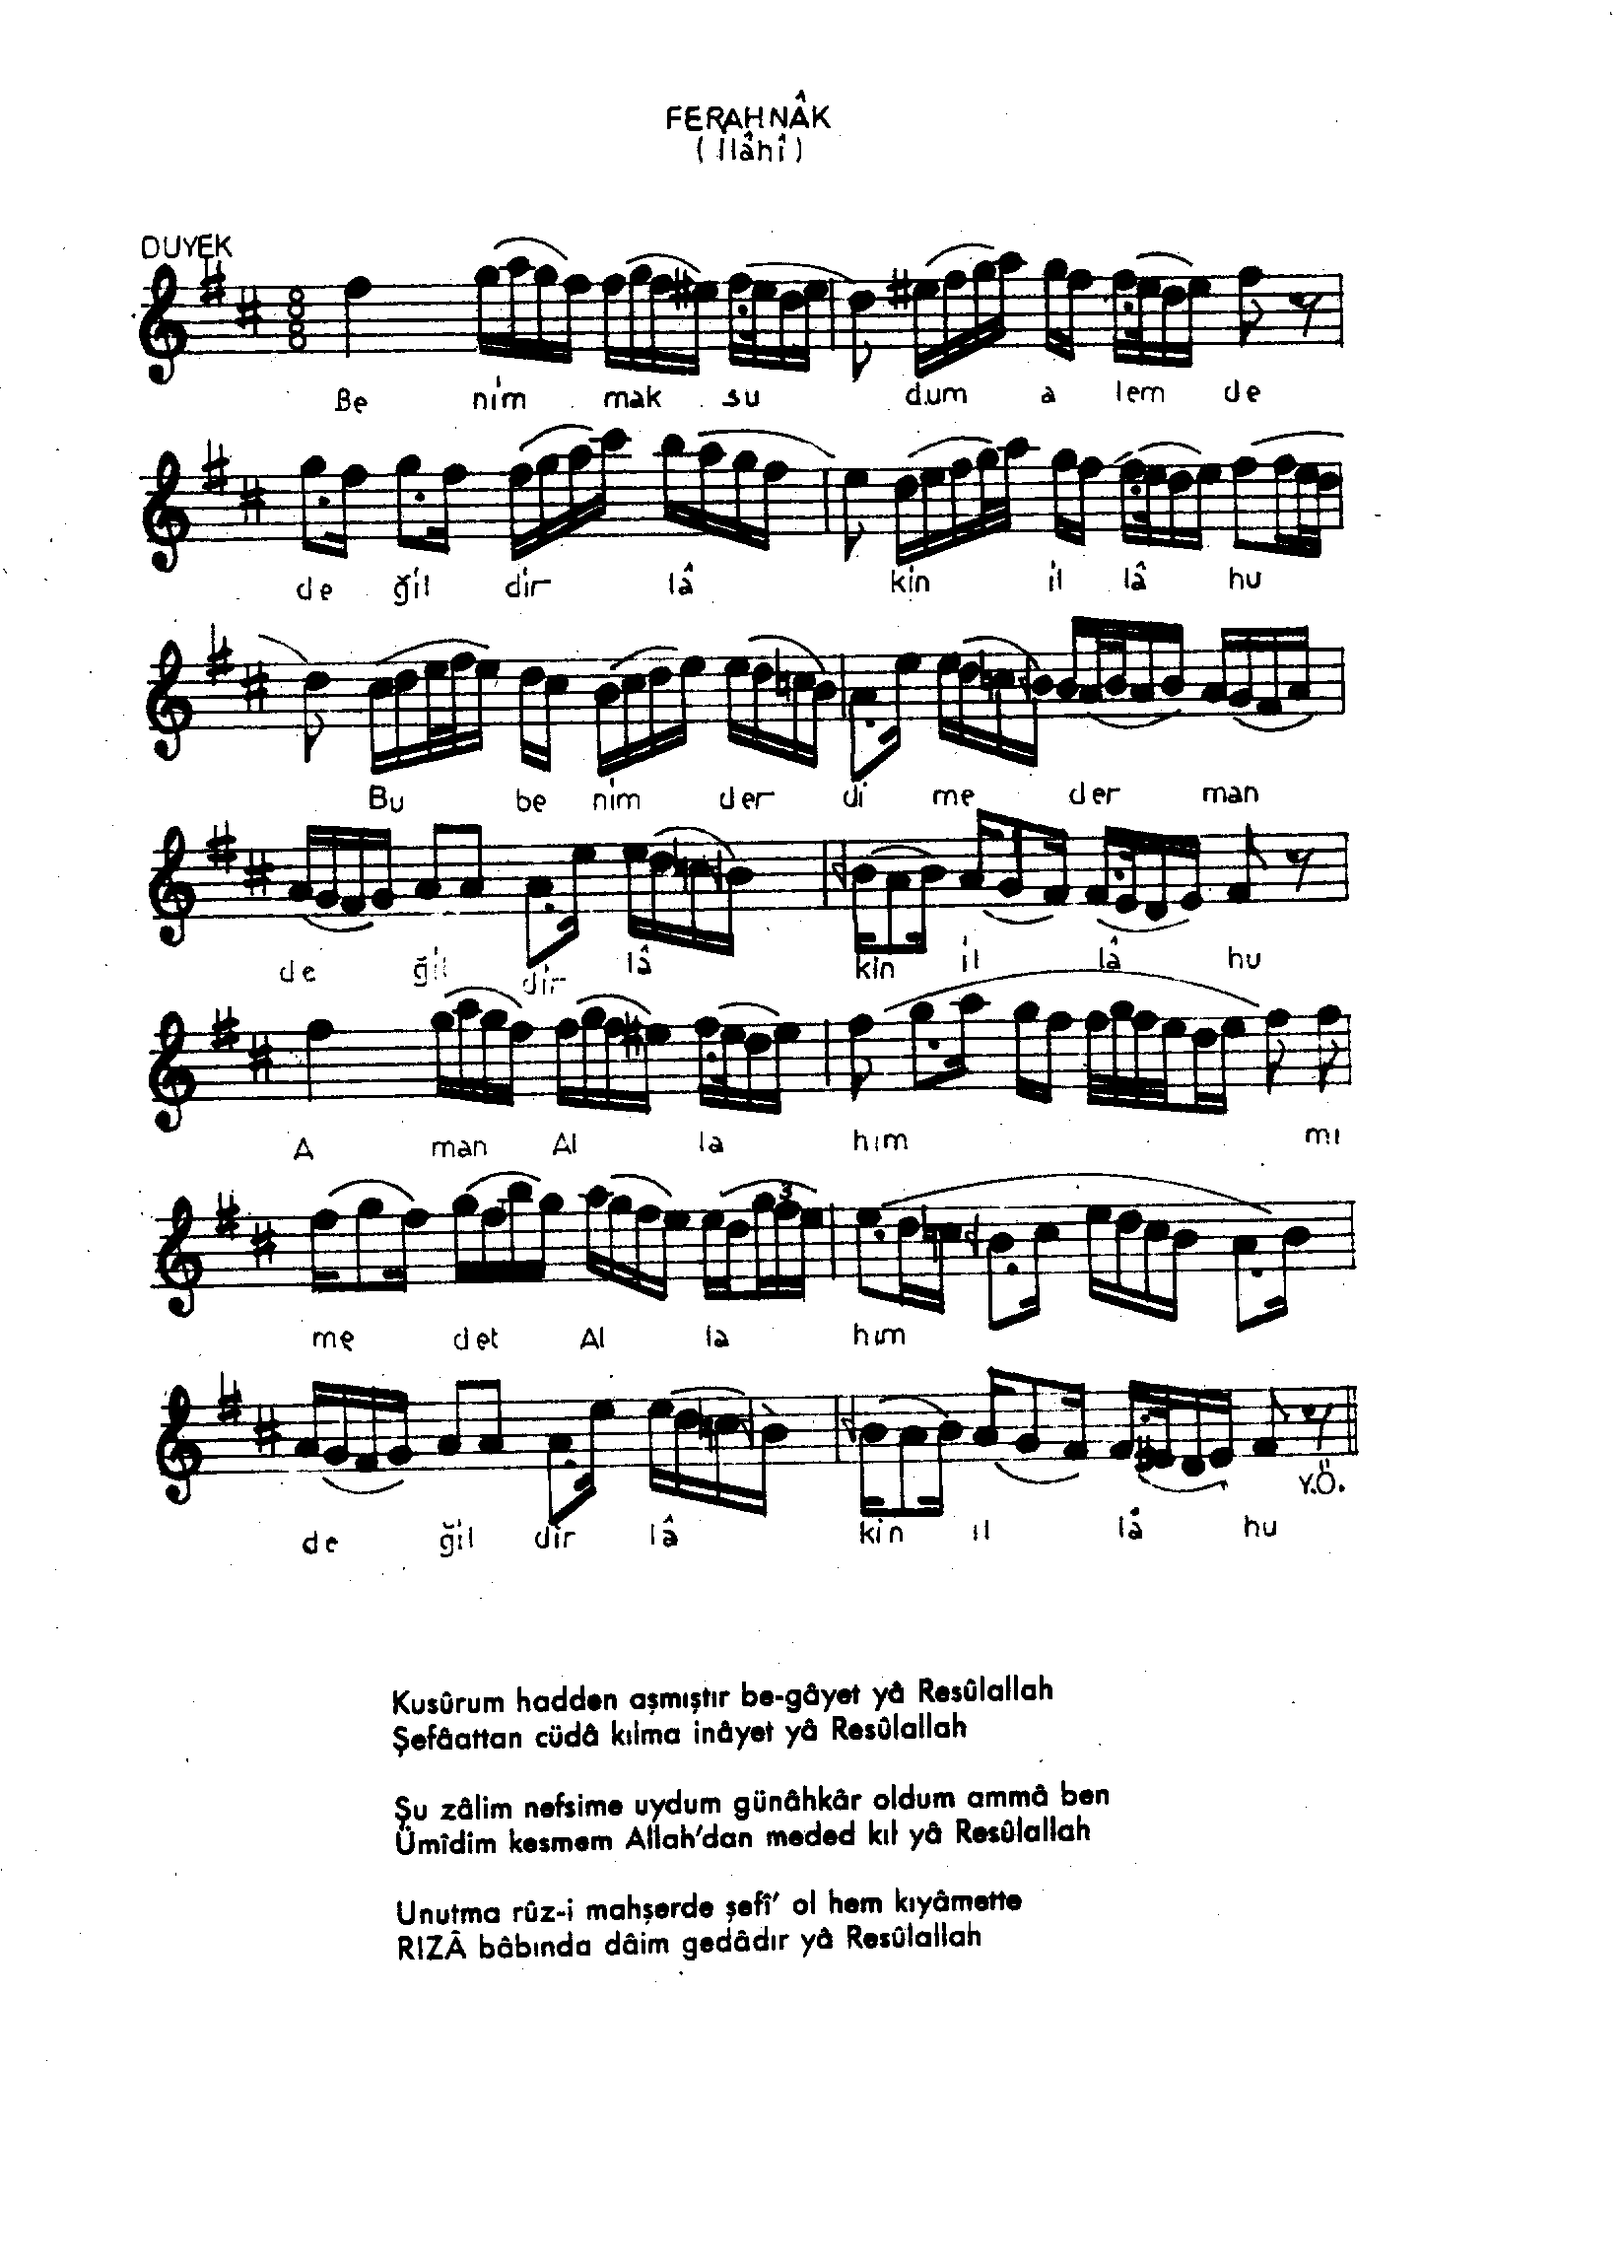 FERAHNÂK
(İlâhî)
DUYEK
8
8
Be nim mak su dum a lem de
de ğil dir lâ kin il lâ hu
Bu be nim der di me der man
de ğil dir lâ kin il lâ hu
A man Al la him mı
me det Al la hım
3
de ğil dir lâ kin il lâ hu
Y.Ö.
Kusûrum hadden aşmıştır be-gâyet yâ Resûlallah
Şefâattan cüdâ kılma inâyet yâ Resûlallah
Şu zâlim nefsime uydum günâhkâr oldum ammâ ben
Ümîdim kesmem Allah'dan meded kıl yâ Resûlallah
Unutma rûz-i mahşerde şefî' ol hem kıyâmette
RIZÂ bâbında dâim gedâdır yâ Resûlallah